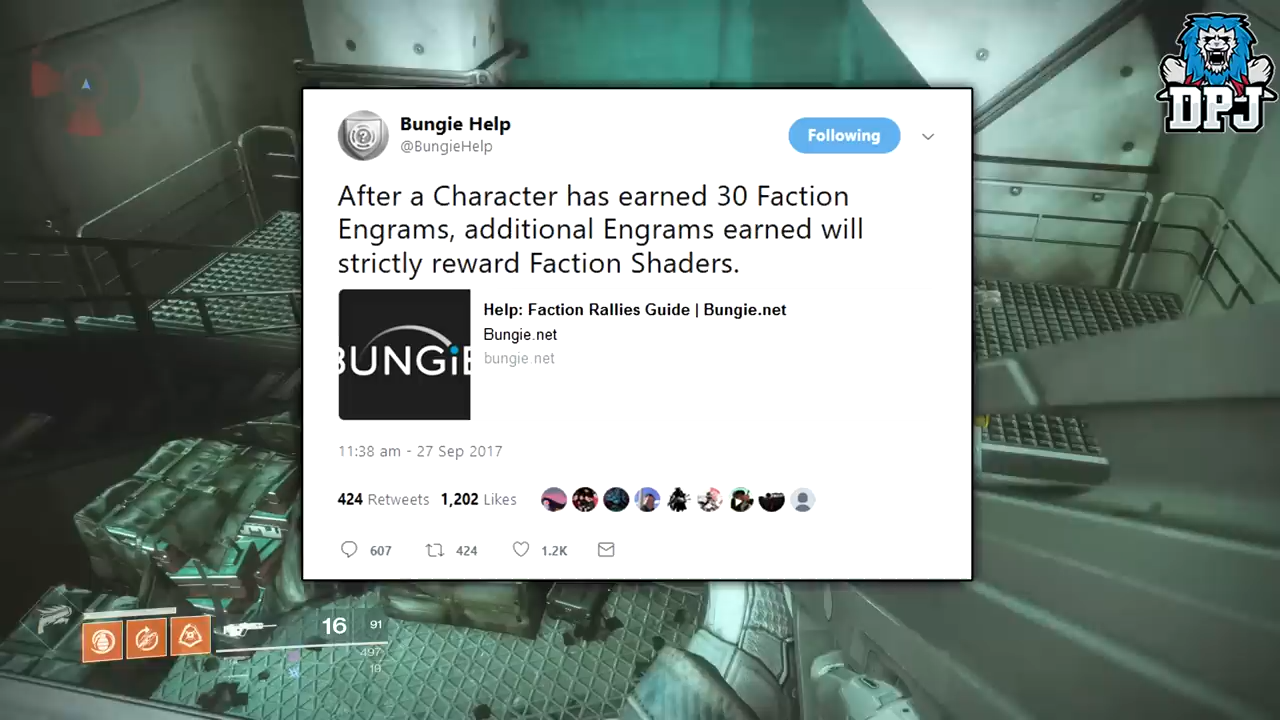 DPJ
Bungie Help
@BungieHelp
Following
After a Character has earned 30 Faction
Engrams, additional Engrams earned will
strictly reward Faction Shaders.
BUNGiE
Help: Faction Rallies Guide | Bungie.net
Bungie.net
bungie.net
11:38 am - 27 Sep 2017
424 Retweets 1,202 Likes
607 424 1.2K
16 91
497
18